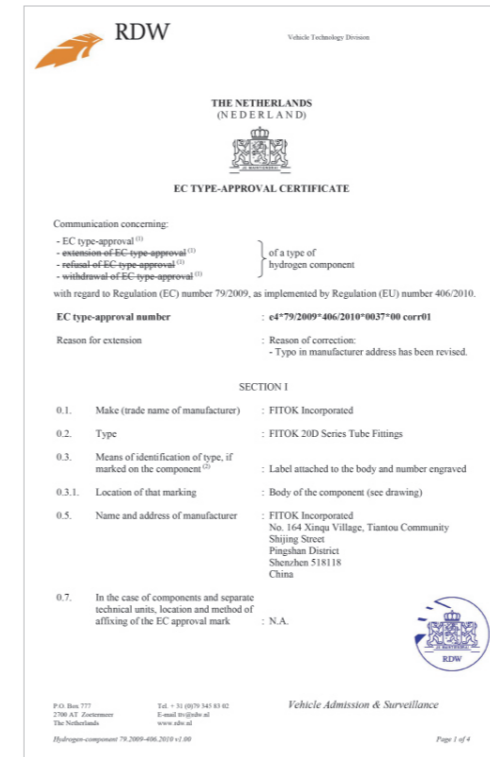 RDW
Vehicle Technology Division
THE NETHERLANDS
(NEDERLAND)
EC TYPE-APPROVAL CERTIFICATE
Communication concerning:
- EC type-approval (1)
- extension of EC type-approval (1)
- refusal of EC type-approval (1)
- withdrawal of EC type-approval (1)
of a type of
hydrogen component
with regard to Regulation (EC) number 79/2009, as implemented by Regulation (EU) number 406/2010.
EC type-approval number : e4*79/2009*406/2010*0037*00 corr01
Reason for extension : Reason of correction:
- Typo in manufacturer address has been revised.
SECTION I
0.1. Make (trade name of manufacturer) : FITOK Incorporated
0.2. Type : FITOK 20D Series Tube Fittings
0.3. Means of identification of type, if
marked on the component (2) : Label attached to the body and number engraved
0.3.1. Location of that marking : Body of the component (see drawing)
0.5. Name and address of manufacturer : FITOK Incorporated
No. 164 Xinqu Village, Tiantou Community
Shijing Street
Pingshan District
Shenzhen 518118
China
0.7. In the case of components and separate
technical units, location and method of
affixing of the EC approval mark : N.A.
RDW
P.O. Box 777
2700 AT Zoetermeer
The Netherlands
Tel. + 31 (0)79 345 83 02
E-mail ttv@rdw.nl
www.rdw.nl
Vehicle Admission & Surveillance
Hydrogen-component 79.2009-406.2010 v1.00
Page 1 of 4